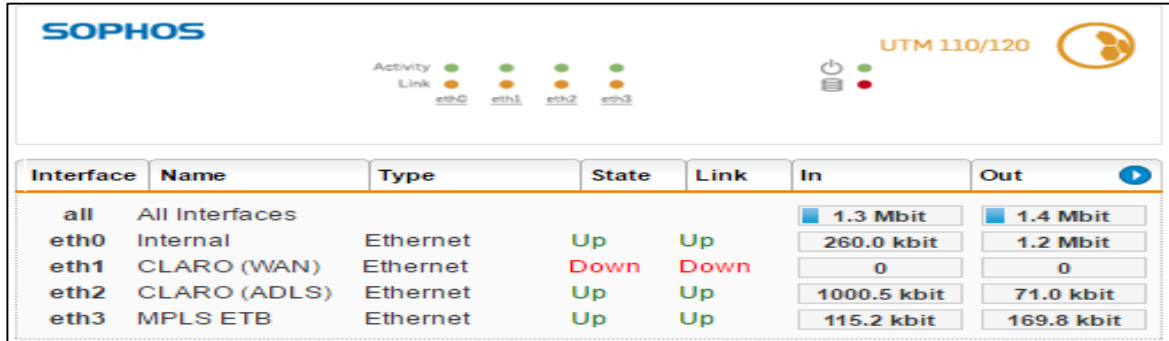 SOPHOS
UTM 110/120
Activity
Link
eth0 eth1 eth2 eth3
Interface Name Type State Link In Out
all All Interfaces 1.3 Mbit 1.4 Mbit
eth0 Internal Ethernet Up Up 260.0 kbit 1.2 Mbit
eth1 CLARO (WAN) Ethernet Down Down 0 0
eth2 CLARO (ADLS) Ethernet Up Up 1000.5 kbit 71.0 kbit
eth3 MPLS ETB Ethernet Up Up 115.2 kbit 169.8 kbit